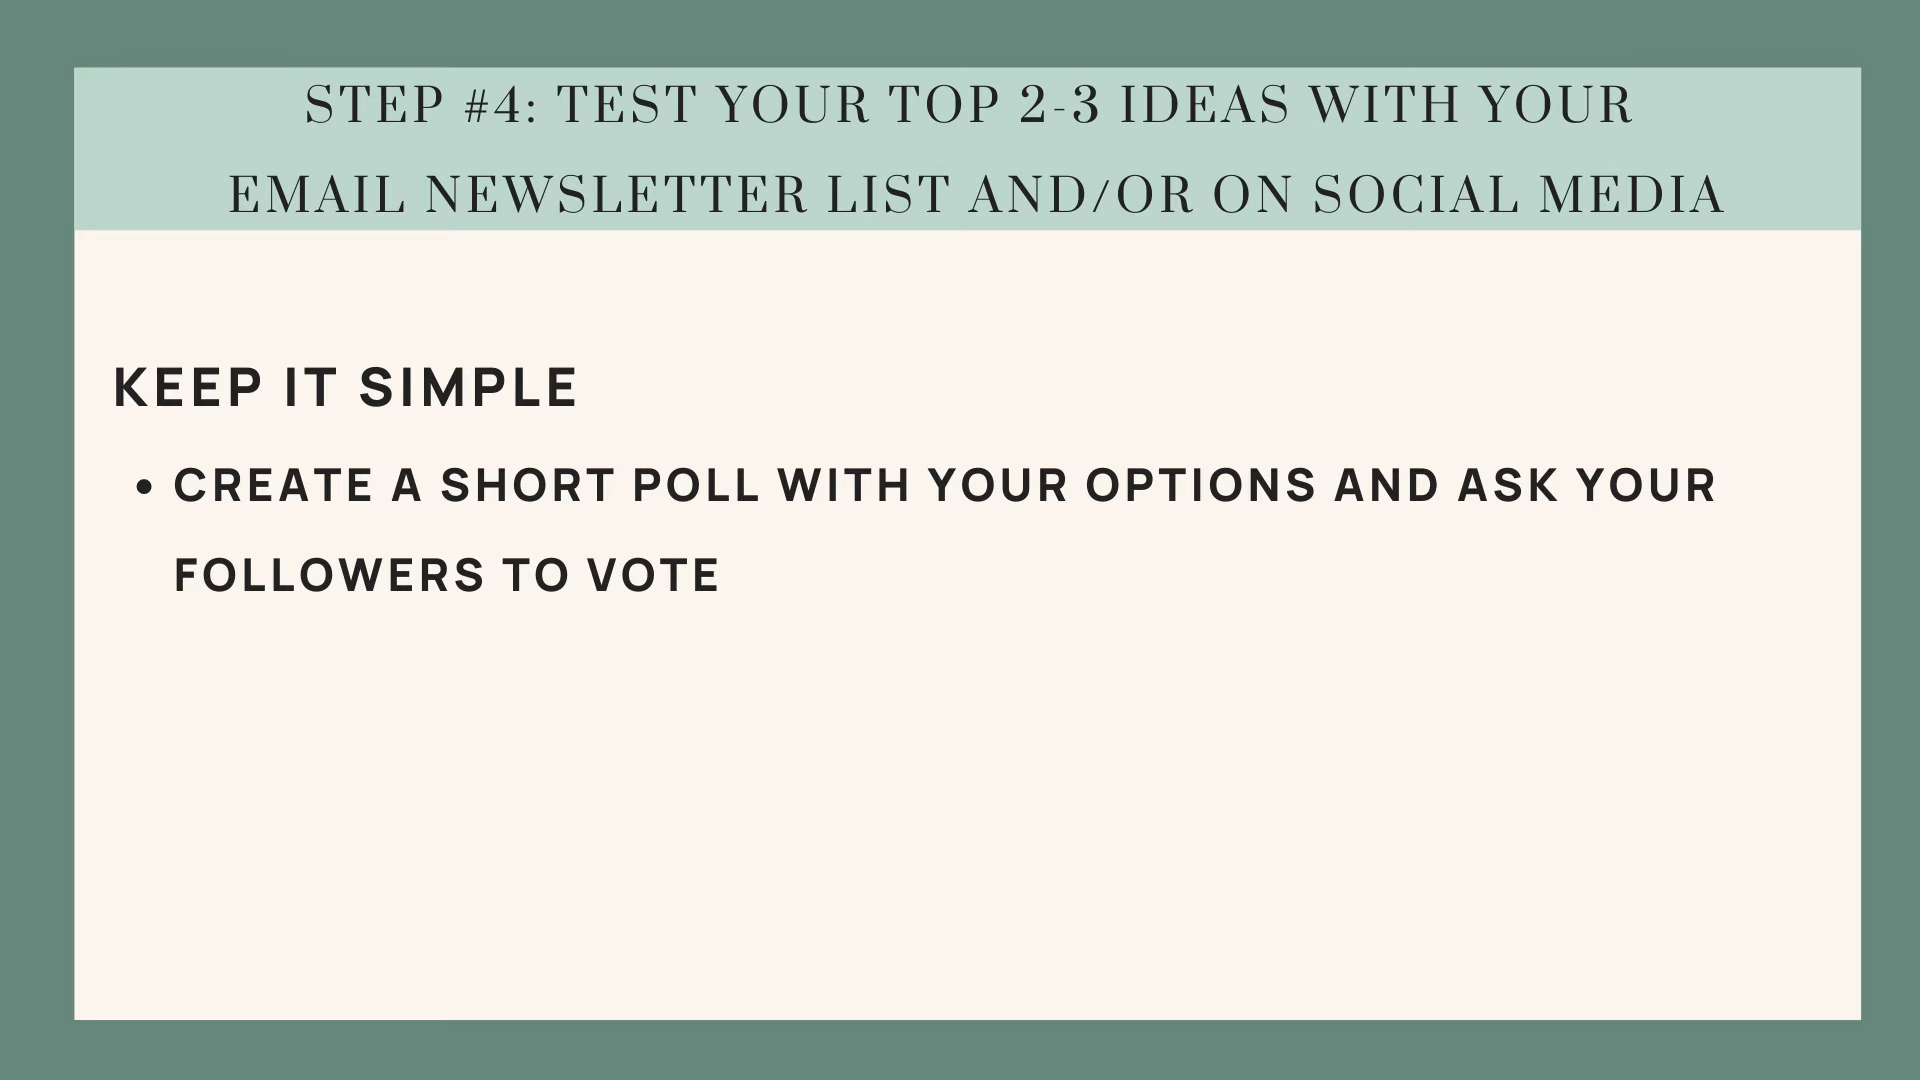 STEP #4: TEST YOUR TOP 2-3 IDEAS WITH YOUR
EMAIL NEWSLETTER LIST AND/OR ON SOCIAL MEDIA
KEEP IT SIMPLE
• CREATE A SHORT POLL WITH YOUR OPTIONS AND ASK YOUR
FOLLOWERS TO VOTE